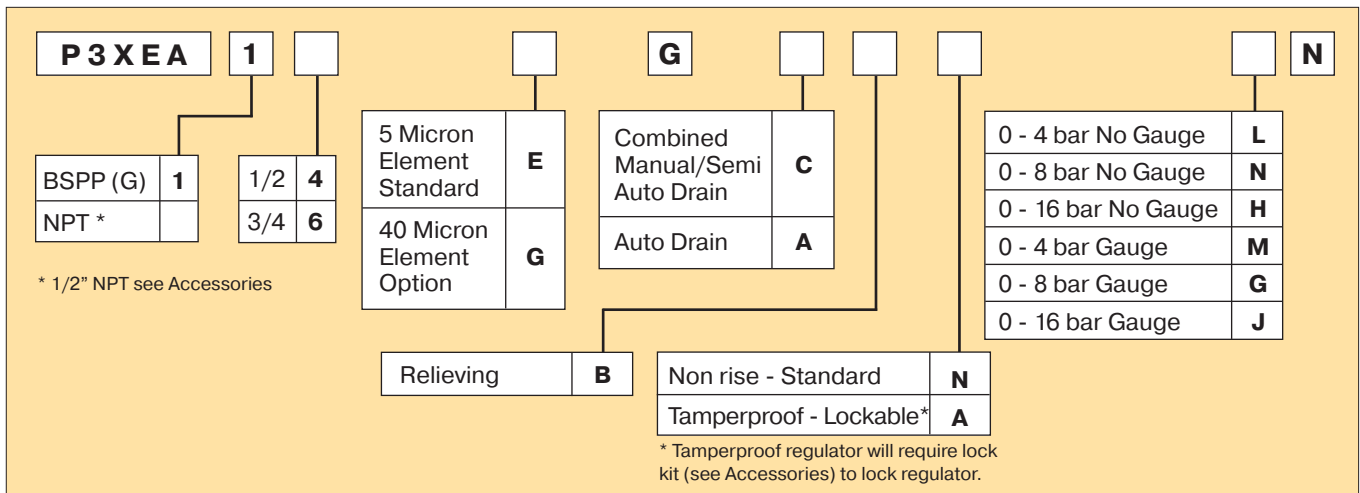 P3XEA 1 G N
BSPP (G) 1
NPT *
1/2 4
3/4 6
* 1/2” NPT see Accessories
5 Micron
Element
Standard
E
40 Micron
Element
Option
G
Combined
Manual/Semi
Auto Drain
C
Auto Drain A
0 - 4 bar No Gauge L
0 - 8 bar No Gauge N
0 - 16 bar No Gauge H
0 - 4 bar Gauge M
0 - 8 bar Gauge G
0 - 16 bar Gauge J
Relieving B
Non rise - Standard N
Tamperproof - Lockable* A
* Tamperproof regulator will require lock
kit (see Accessories) to lock regulator.